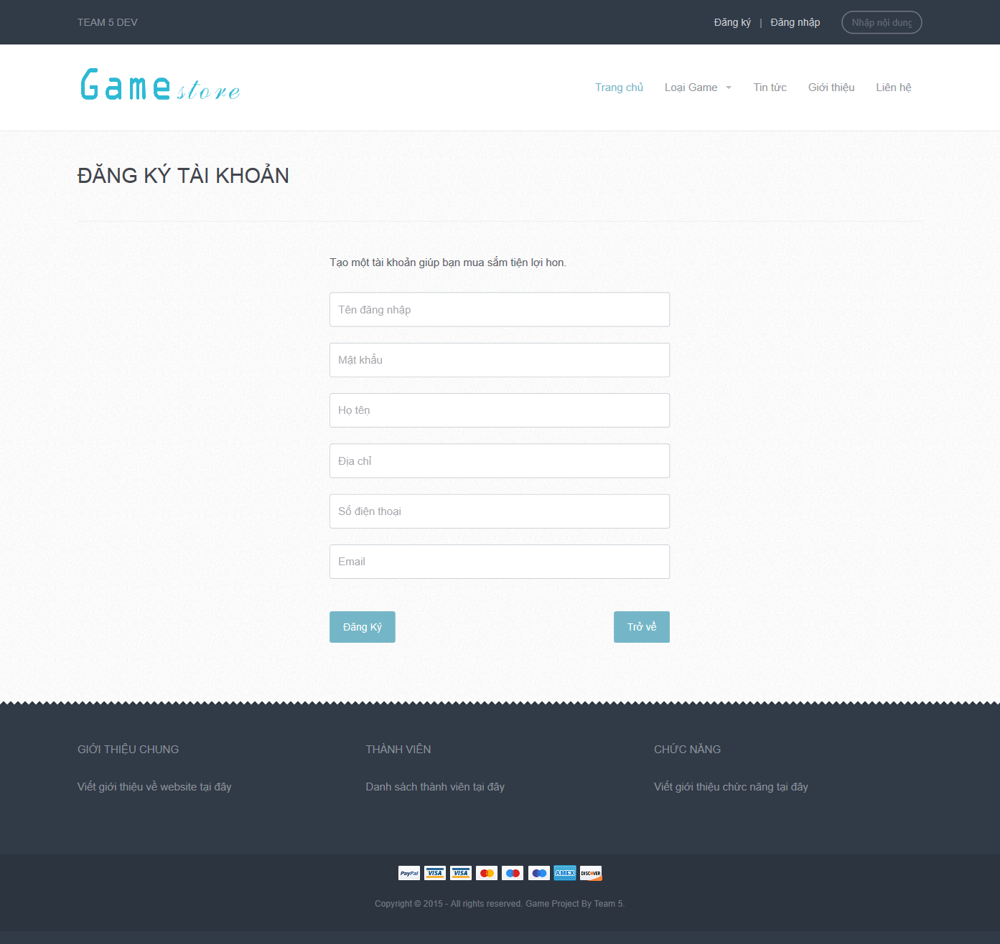 TEAM 5 DEV
Đăng ký | Đăng nhập
Nhập nội dung
Game store
Trang chủ
Loại Game
Tin tức
Giới thiệu
Liên hệ
ĐĂNG KÝ TÀI KHOẢN
Tạo một tài khoản giúp bạn mua sắm tiện lợi hon.
Tên đăng nhập
Mật khẩu
Họ tên
Địa chỉ
Số điện thoại
Email
Đăng Ký
Trở về
GIỚI THIỆU CHUNG
Viết giới thiệu về website tại đây
THÀNH VIÊN
Danh sách thành viên tại đây
CHỨC NĂNG
Viết giới thiệu chức năng tại đây
PayPal VISA VISA AMEX DISCOVER
Copyright © 2015 - All rights reserved. Game Project By Team 5.